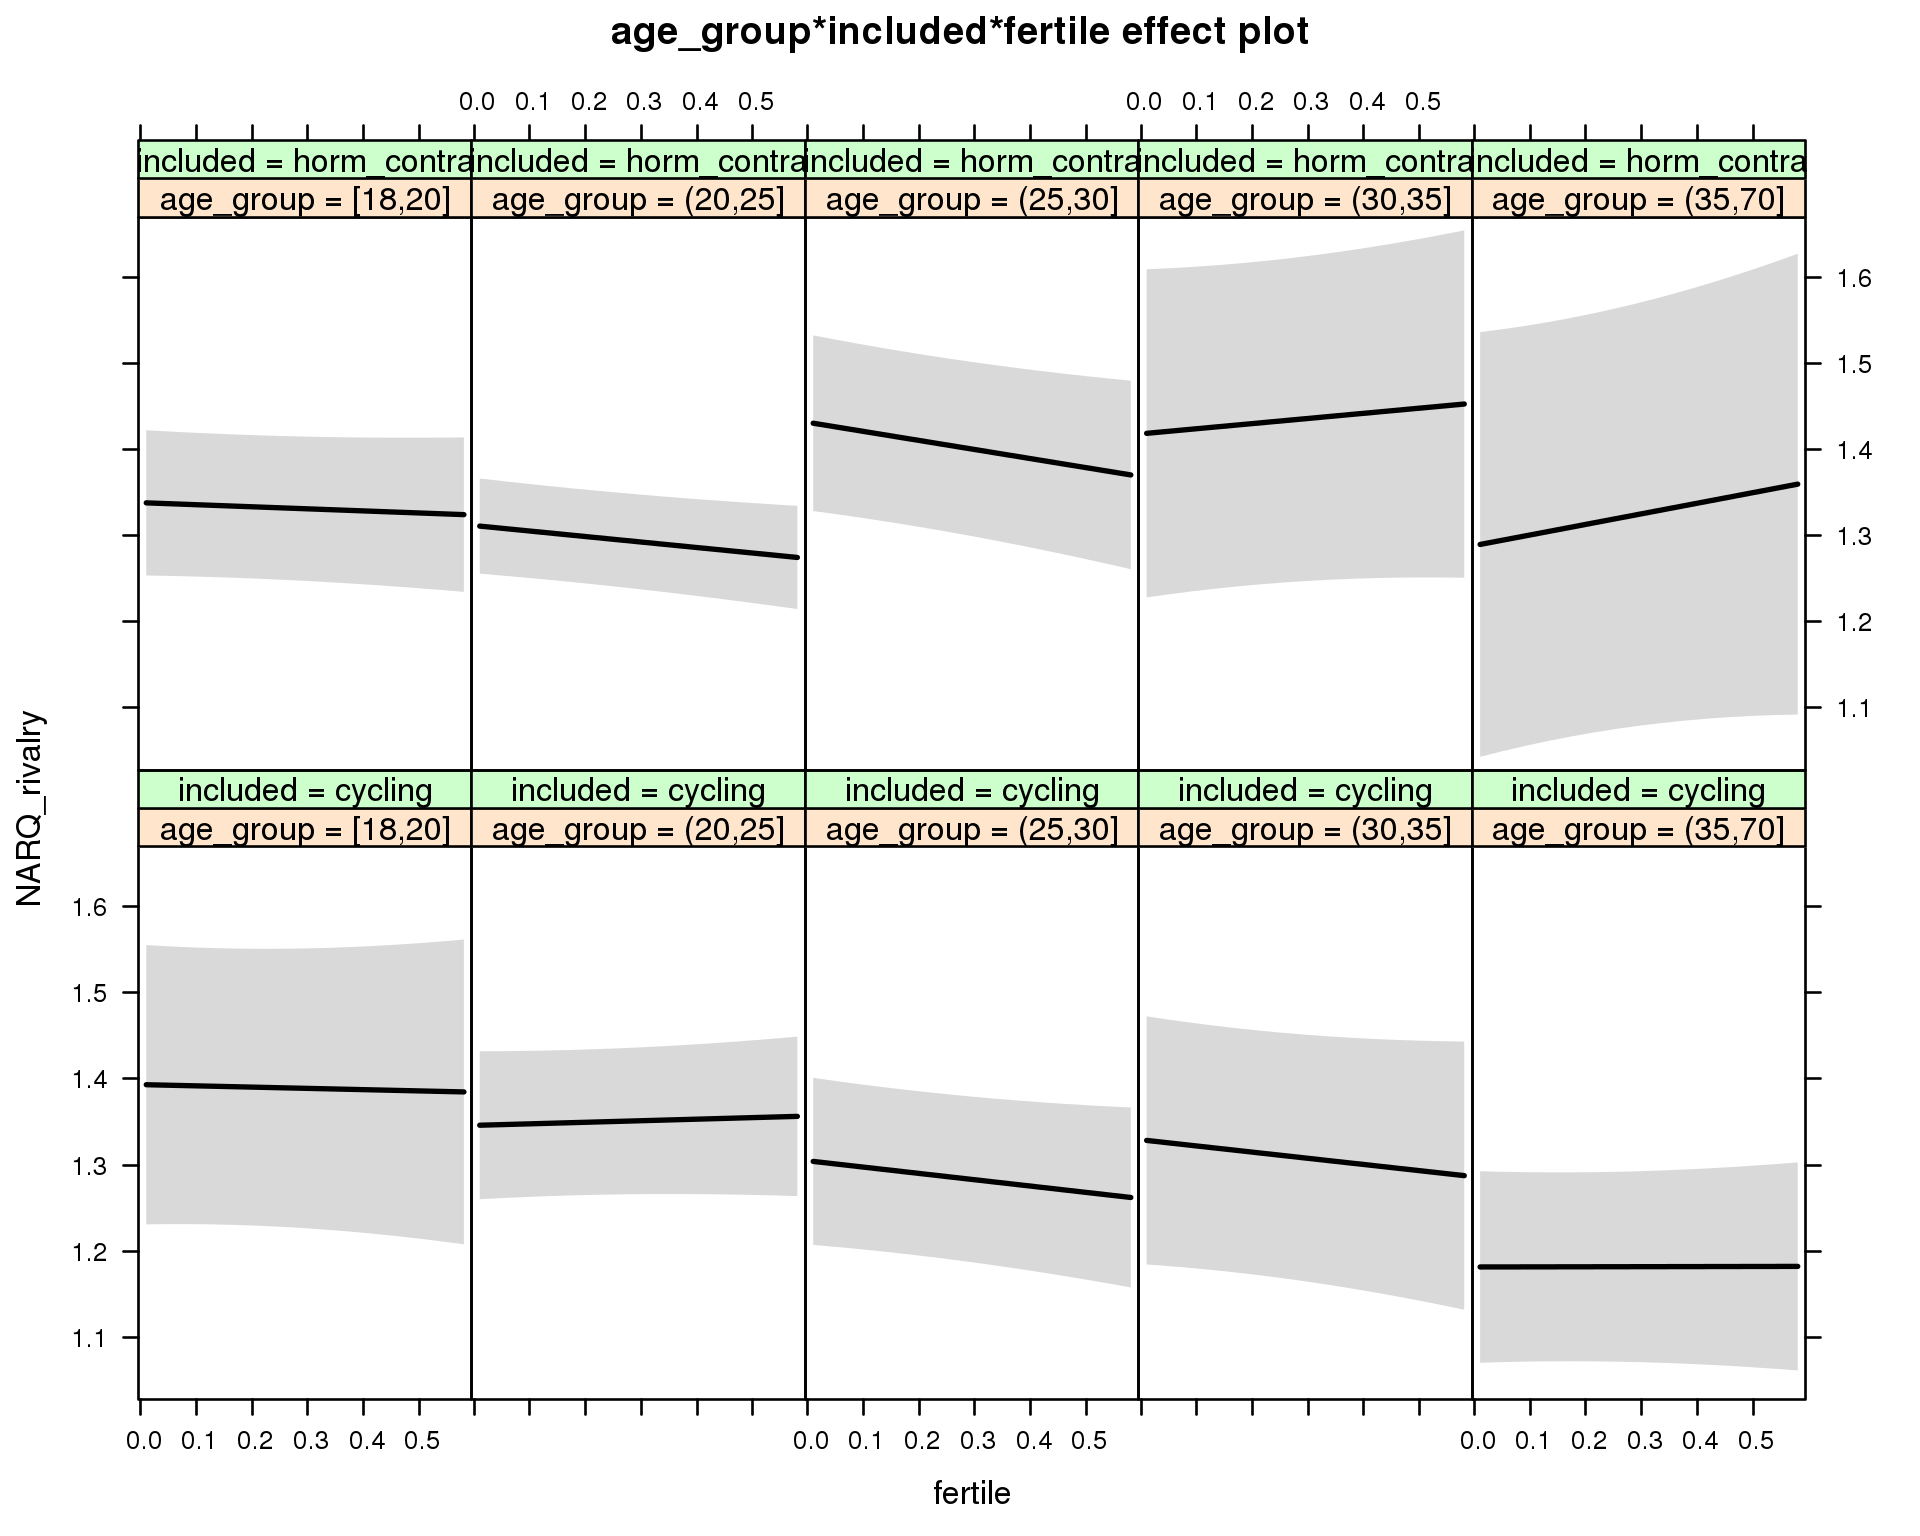 age_group*included*fertile effect plot
0.0 0.1 0.2 0.3 0.4 0.5 0.0 0.1 0.2 0.3 0.4 0.5
included = horm_contra included = horm_contra included = horm_contra included = horm_contra included = horm_contra
age_group = [18,20] age_group = (20,25] age_group = (25,30] age_group = (30,35] age_group = (35,70]
1.6
1.5
1.4
1.3
1.2
1.1
NARQ_rivalry
included = cycling included = cycling included = cycling included = cycling included = cycling
age_group = [18,20] age_group = (20,25] age_group = (25,30] age_group = (30,35] age_group = (35,70]
1.6
1.5
1.4
1.3
1.2
1.1
0.0 0.1 0.2 0.3 0.4 0.5 0.0 0.1 0.2 0.3 0.4 0.5 0.0 0.1 0.2 0.3 0.4 0.5
fertile